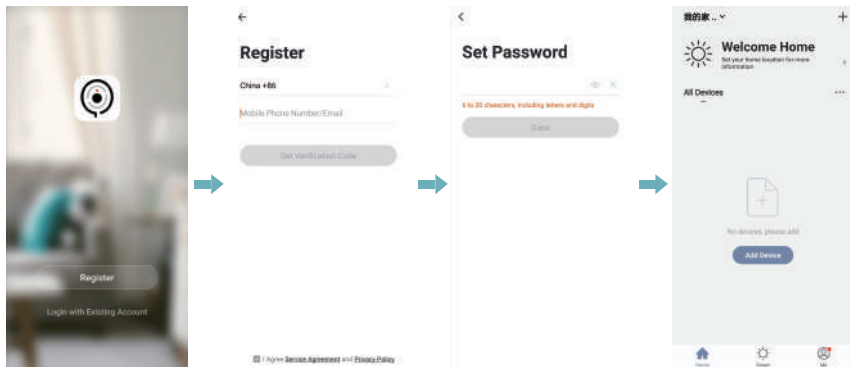 Register
Login with Existing Account
Register
China +86
Mobile Phone Number/Email
Get Verification Code
I Agree Service Agreement and Privacy Policy
Set Password
6 to 20 characters, including letters and digits
Done
我的家 ..
Welcome Home
Set your home location for more
information
All Devices
No devices, please add
Add Device
Home
Smart
Me